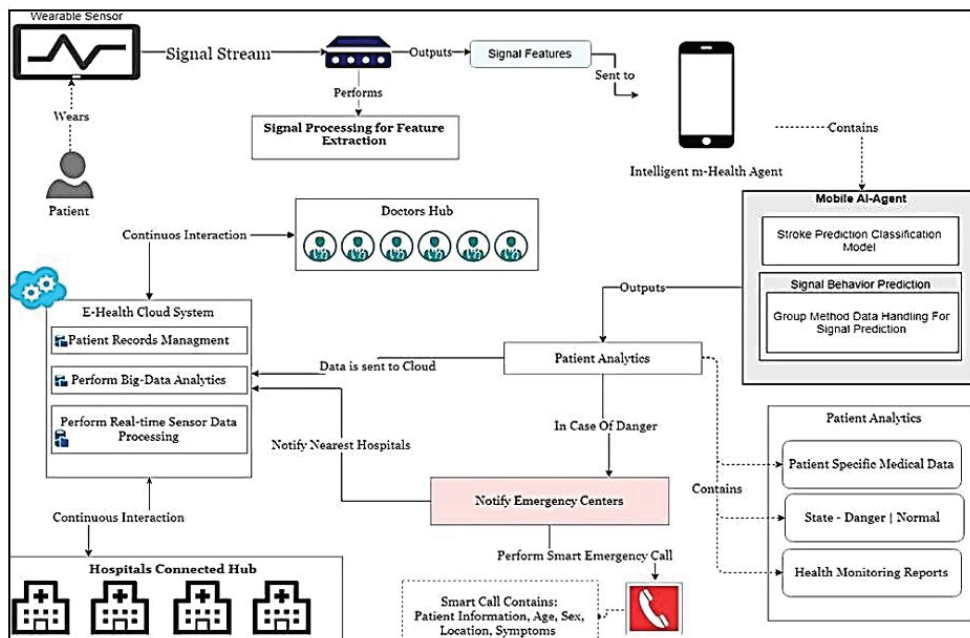 Wearable Sensor
Signal Stream
Outputs
Signal Features
Sent to
Performs
Signal Processing for Feature
Extraction
Wears
Patient
Intelligent m-Health Agent
Contains
Mobile AI-Agent
Stroke Prediction Classification
Model
Signal Behavior Prediction
Group Method Data Handling For
Signal Prediction
Doctors Hub
Continuos Interaction
E-Health Cloud System
Patient Records Managment
Perform Big-Data Analytics
Perform Real-time Sensor Data
Processing
Outputs
Patient Analytics
Data is sent to Cloud
In Case Of Danger
Notify Nearest Hospitals
Notify Emergency Centers
Contains
Patient Analytics
Patient Specific Medical Data
State - Danger | Normal
Health Monitoring Reports
Continuous Interaction
Hospitals Connected Hub
Perform Smart Emergency Call
Smart Call Contains:
Patient Information, Age, Sex,
Location, Symptoms